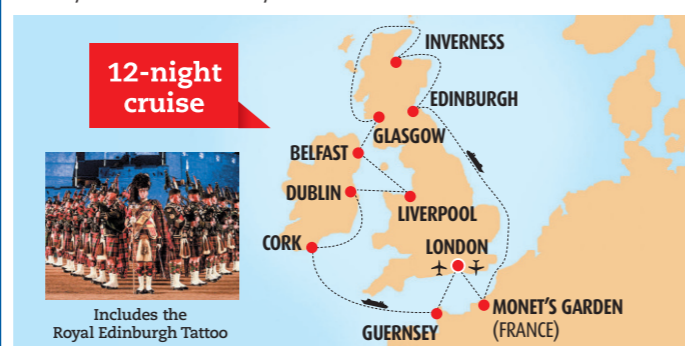 12-night
cruise
INVERNESS
EDINBURGH
GLASGOW
BELFAST
DUBLIN
LIVERPOOL
CORK
LONDON
MONET'S GARDEN
(FRANCE)
GUERNSEY
Includes the
Royal Edinburgh Tattoo